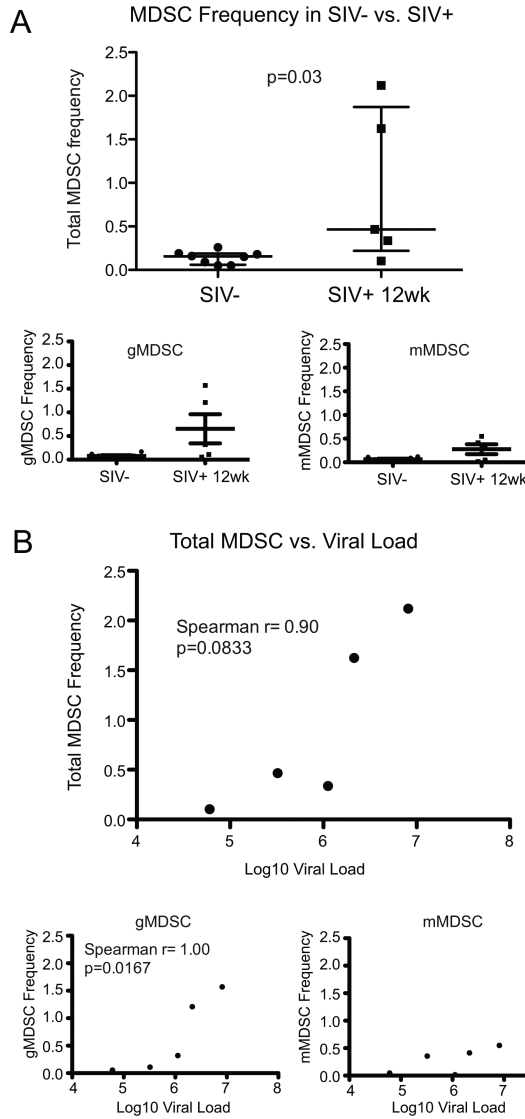 A
MDSC Frequency in SIV- vs. SIV+
Total MDSC frequency
2.5
2.0
1.5
1.0
0.5
0.0
p=0.03
SIV-
SIV+ 12wk
gMDSC
gMDSC Frequency
2.5
2.0
1.5
1.0
0.5
0.0
SIV-
SIV+ 12wk
mMDSC
mMDSC Frequency
2.5
2.0
1.5
1.0
0.5
0.0
SIV-
SIV+ 12wk
B
Total MDSC vs. Viral Load
Total MDSC Frequency
2.5
2.0
1.5
1.0
0.5
0.0
Spearman r= 0.90
p=0.0833
4
5
6
7
8
Log10 Viral Load
gMDSC
gMDSC Frequency
2.5
2.0
1.5
1.0
0.5
0.0
Spearman r= 1.00
p=0.0167
4
5
6
7
8
Log10 Viral Load
mMDSC
mMDSC Frequency
2.5
2.0
1.5
1.0
0.5
0.0
4
5
6
7
Log10 Viral Load